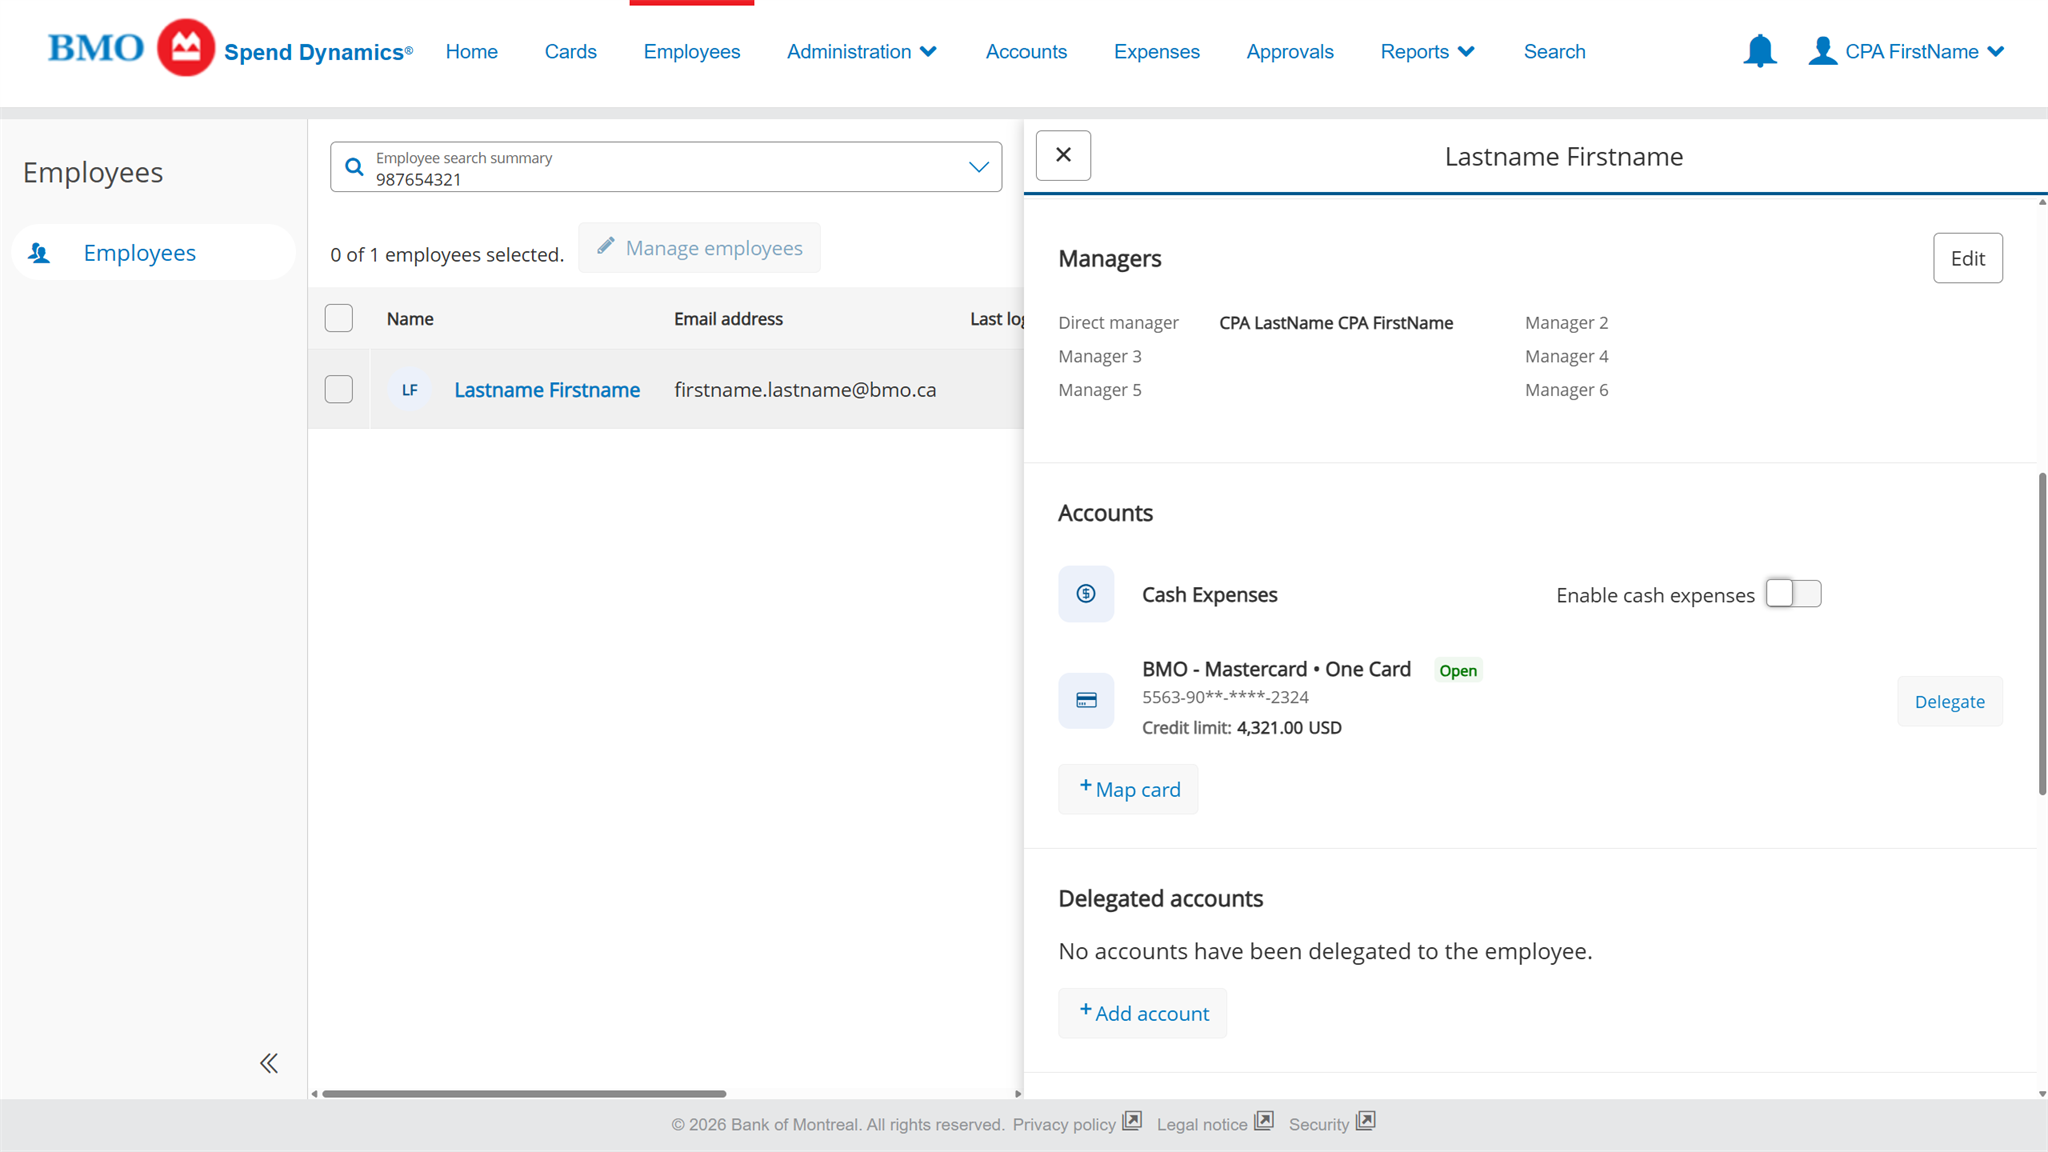 BMO Spend Dynamics®
Home Cards Employees Administration Accounts Expenses Approvals Reports Search
CPA FirstName
Employees
Employees
Employee search summary
987654321
0 of 1 employees selected.
Manage employees
Name Email address Last log
LF Lastname Firstname firstname.lastname@bmo.ca
Lastname Firstname
Managers
Edit
Direct manager CPA LastName CPA FirstName Manager 2
Manager 3 Manager 4
Manager 5 Manager 6
Accounts
Cash Expenses Enable cash expenses
BMO - Mastercard • One Card Open
5563-90**-****-2324
Credit limit: 4,321.00 USD
Delegate
+ Map card
Delegated accounts
No accounts have been delegated to the employee.
+ Add account
© 2026 Bank of Montreal. All rights reserved. Privacy policy Legal notice Security